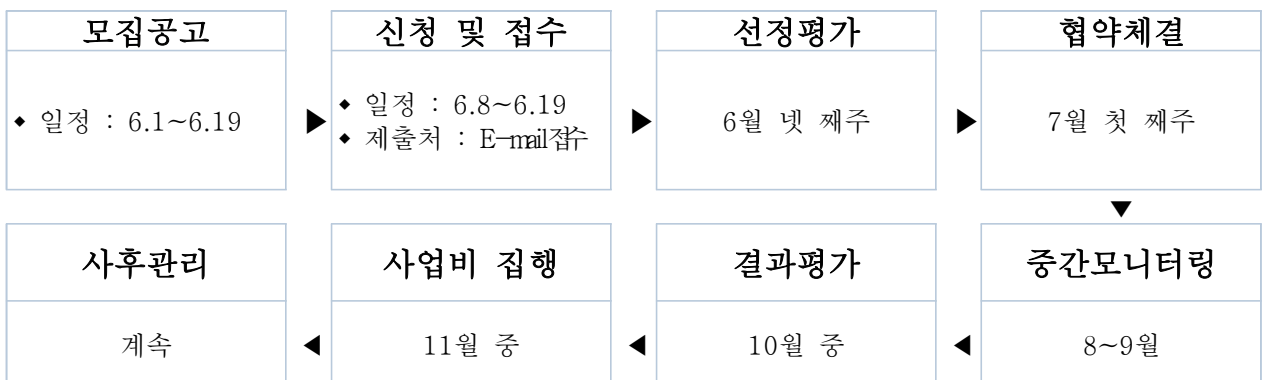 모집공고
신청 및 접수
선정평가
협약체결
◆ 일정 : 6.1~6.19
▶
◆ 일정 : 6.8~6.19
◆ 제출처 : E-mail접수
▶
6월 넷 째주
▶
7월 첫 째주
▼
사후관리
사업비 집행
결과평가
중간모니터링
계속
◀
11월 중
◀
10월 중
◀
8~9월